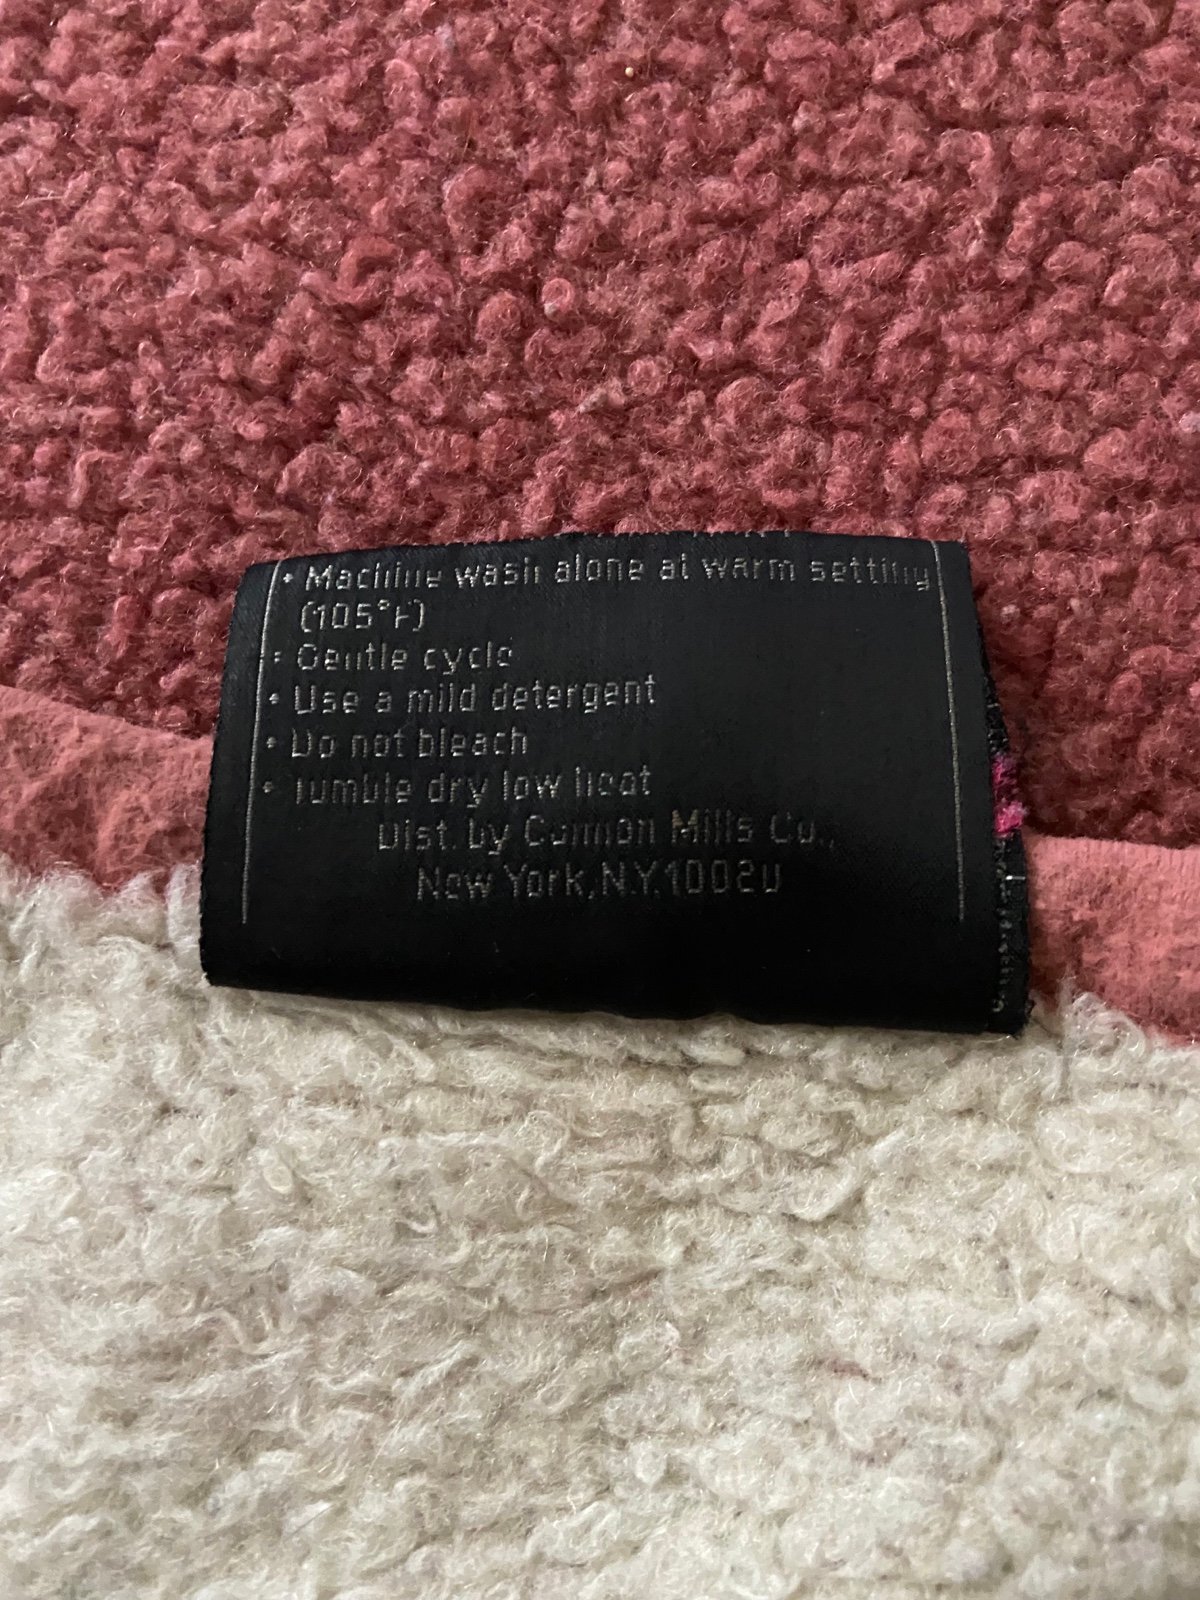 • Machine wash alone at warm setting
(105°F)
• Gentle cycle
• Use a mild detergent
• Do not bleach
• Tumble dry low heat
Dist. by Cannon Mills Co.,
New York, N.Y. 10020